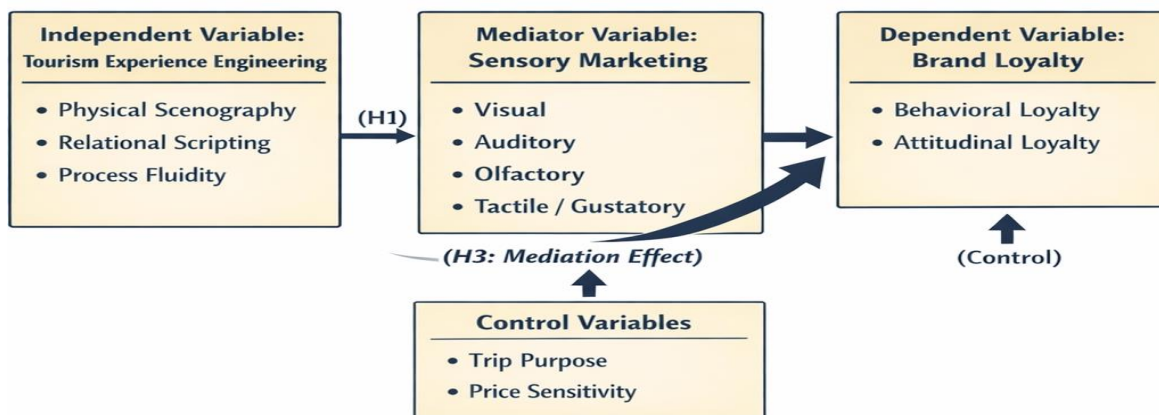 Independent Variable:
Tourism Experience Engineering
• Physical Scenography
• Relational Scripting
• Process Fluidity
(H1)
Mediator Variable:
Sensory Marketing
• Visual
• Auditory
• Olfactory
• Tactile / Gustatory
Dependent Variable:
Brand Loyalty
• Behavioral Loyalty
• Attitudinal Loyalty
(H3: Mediation Effect)
(Control)
Control Variables
• Trip Purpose
• Price Sensitivity